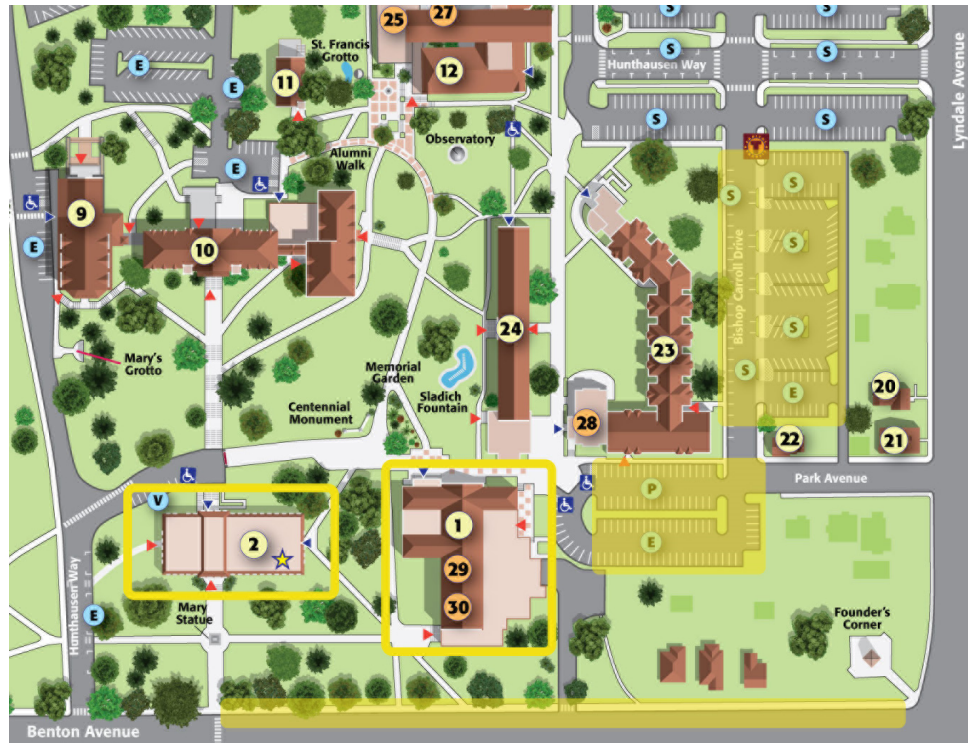 25
27
S
S
E
St. Francis
Grotto
12
Hunthausen Way
S
S
Lyndale Avenue
11
E
S
S
Observatory
E
Alumni
Walk
S
S
9
E
10
S
Bishop Carroll Drive
24
23
S
Mary's
Grotto
Memorial
Garden
Sladich
Fountain
S
E
20
Centennial
Monument
28
22
21
Park Avenue
P
V
1
2
E
29
30
Hunthausen Way
E
Mary
Statue
Founder's
Corner
Benton Avenue